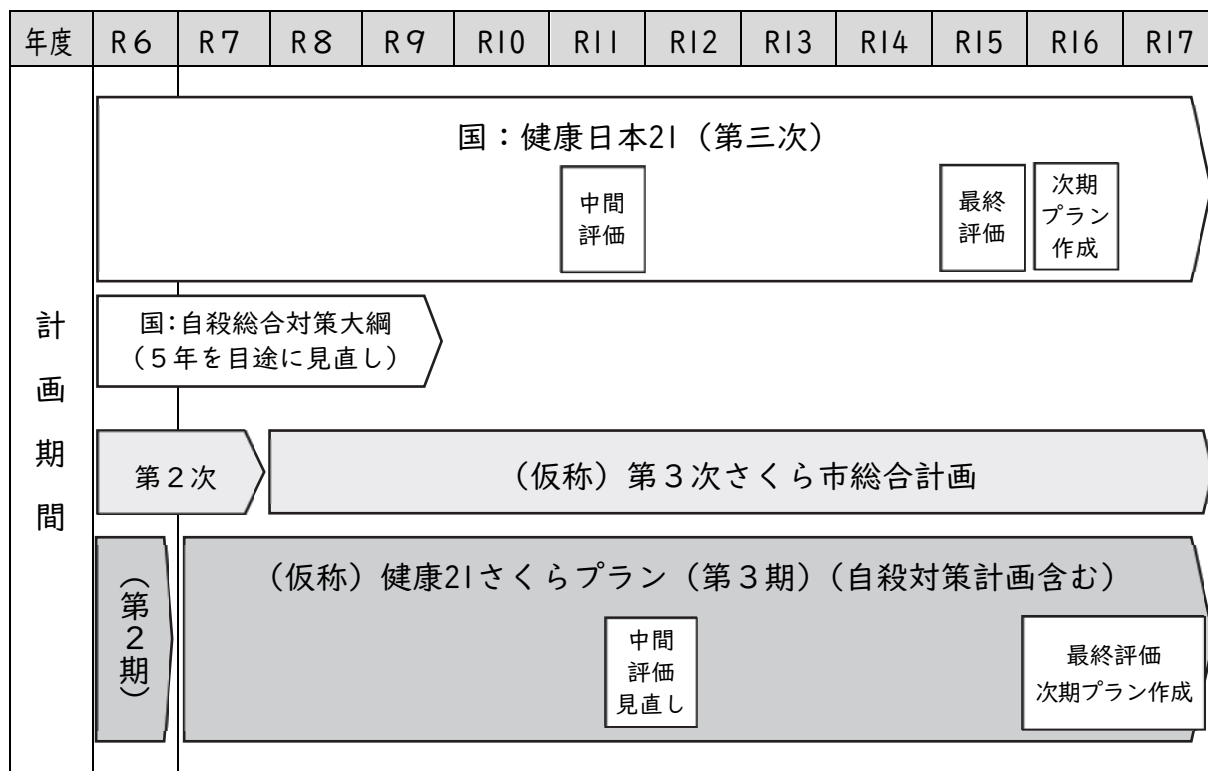 年度 R6 R7 R8 R9 R10 R11 R12 R13 R14 R15 R16 R17
計画期間
国：健康日本21（第三次）
中間
評価
最終
評価
次期
プラン
作成
国：自殺総合対策大綱
（５年を目途に見直し）
第２次
（仮称）第３次さくら市総合計画
（第２期）
（仮称）健康21さくらプラン（第３期）（自殺対策計画含む）
中間
評価
見直し
最終評価
次期プラン作成